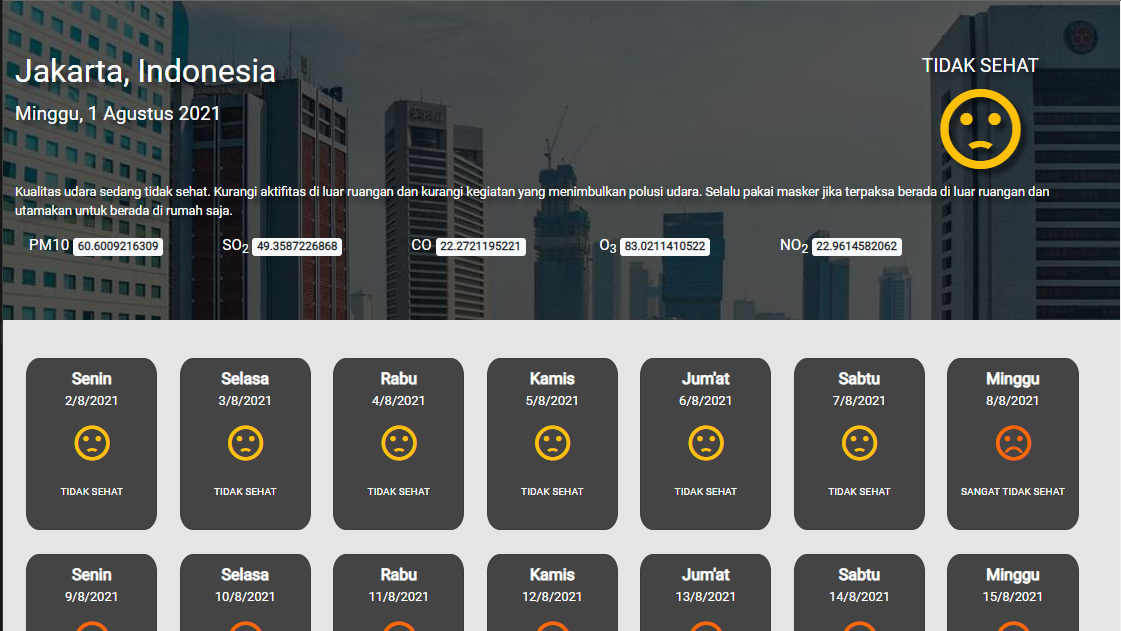 Jakarta, Indonesia
TIDAK SEHAT
Minggu, 1 Agustus 2021
BNI
Kualitas udara sedang tidak sehat. Kurangi aktifitas di luar ruangan dan kurangi kegiatan yang menimbulkan polusi udara. Selalu pakai masker jika terpaksa berada di luar ruangan dan
utamakan untuk berada di rumah saja.
PM10 60.6009216309 SO2 49.3587226868 CO 22.2721195221 O3 83.0211410522 NO2 22.9614582062
Senin Selasa Rabu Kamis Jum'at Sabtu Minggu
2/8/2021 3/8/2021 4/8/2021 5/8/2021 6/8/2021 7/8/2021 8/8/2021
TIDAK SEHAT TIDAK SEHAT TIDAK SEHAT TIDAK SEHAT TIDAK SEHAT TIDAK SEHAT SANGAT TIDAK SEHAT
Senin Selasa Rabu Kamis Jum'at Sabtu Minggu
9/8/2021 10/8/2021 11/8/2021 12/8/2021 13/8/2021 14/8/2021 15/8/2021